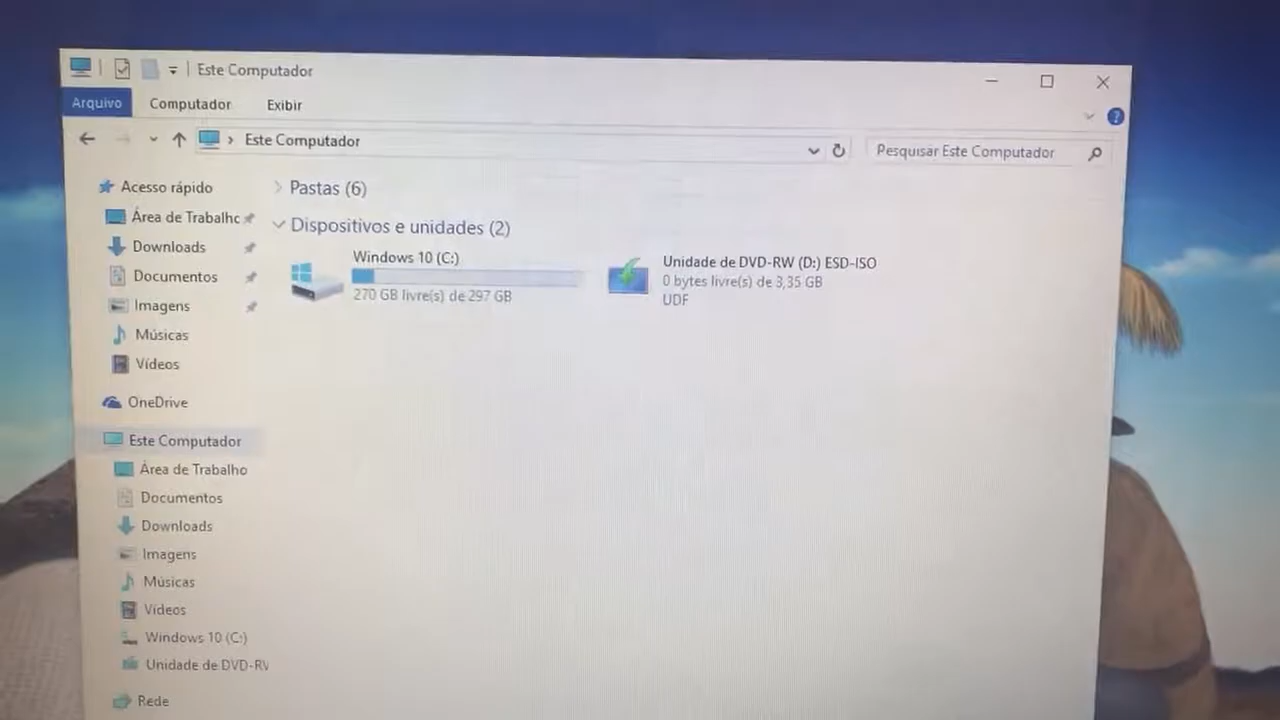 Este Computador
Arquivo Computador Exibir ?
Este Computador Pesquisar Este Computador
Acesso rápido
Área de Trabalhc
Downloads
Documentos
Imagens
Músicas
Vídeos
OneDrive
Este Computador
Área de Trabalho
Documentos
Downloads
Imagens
Músicas
Vídeos
Windows 10 (C:)
Unidade de DVD-RV
Rede
Pastas (6)
Dispositivos e unidades (2)
Windows 10 (C:)
270 GB livre(s) de 297 GB
Unidade de DVD-RW (D:) ESD-ISO
0 bytes livre(s) de 3,35 GB
UDF